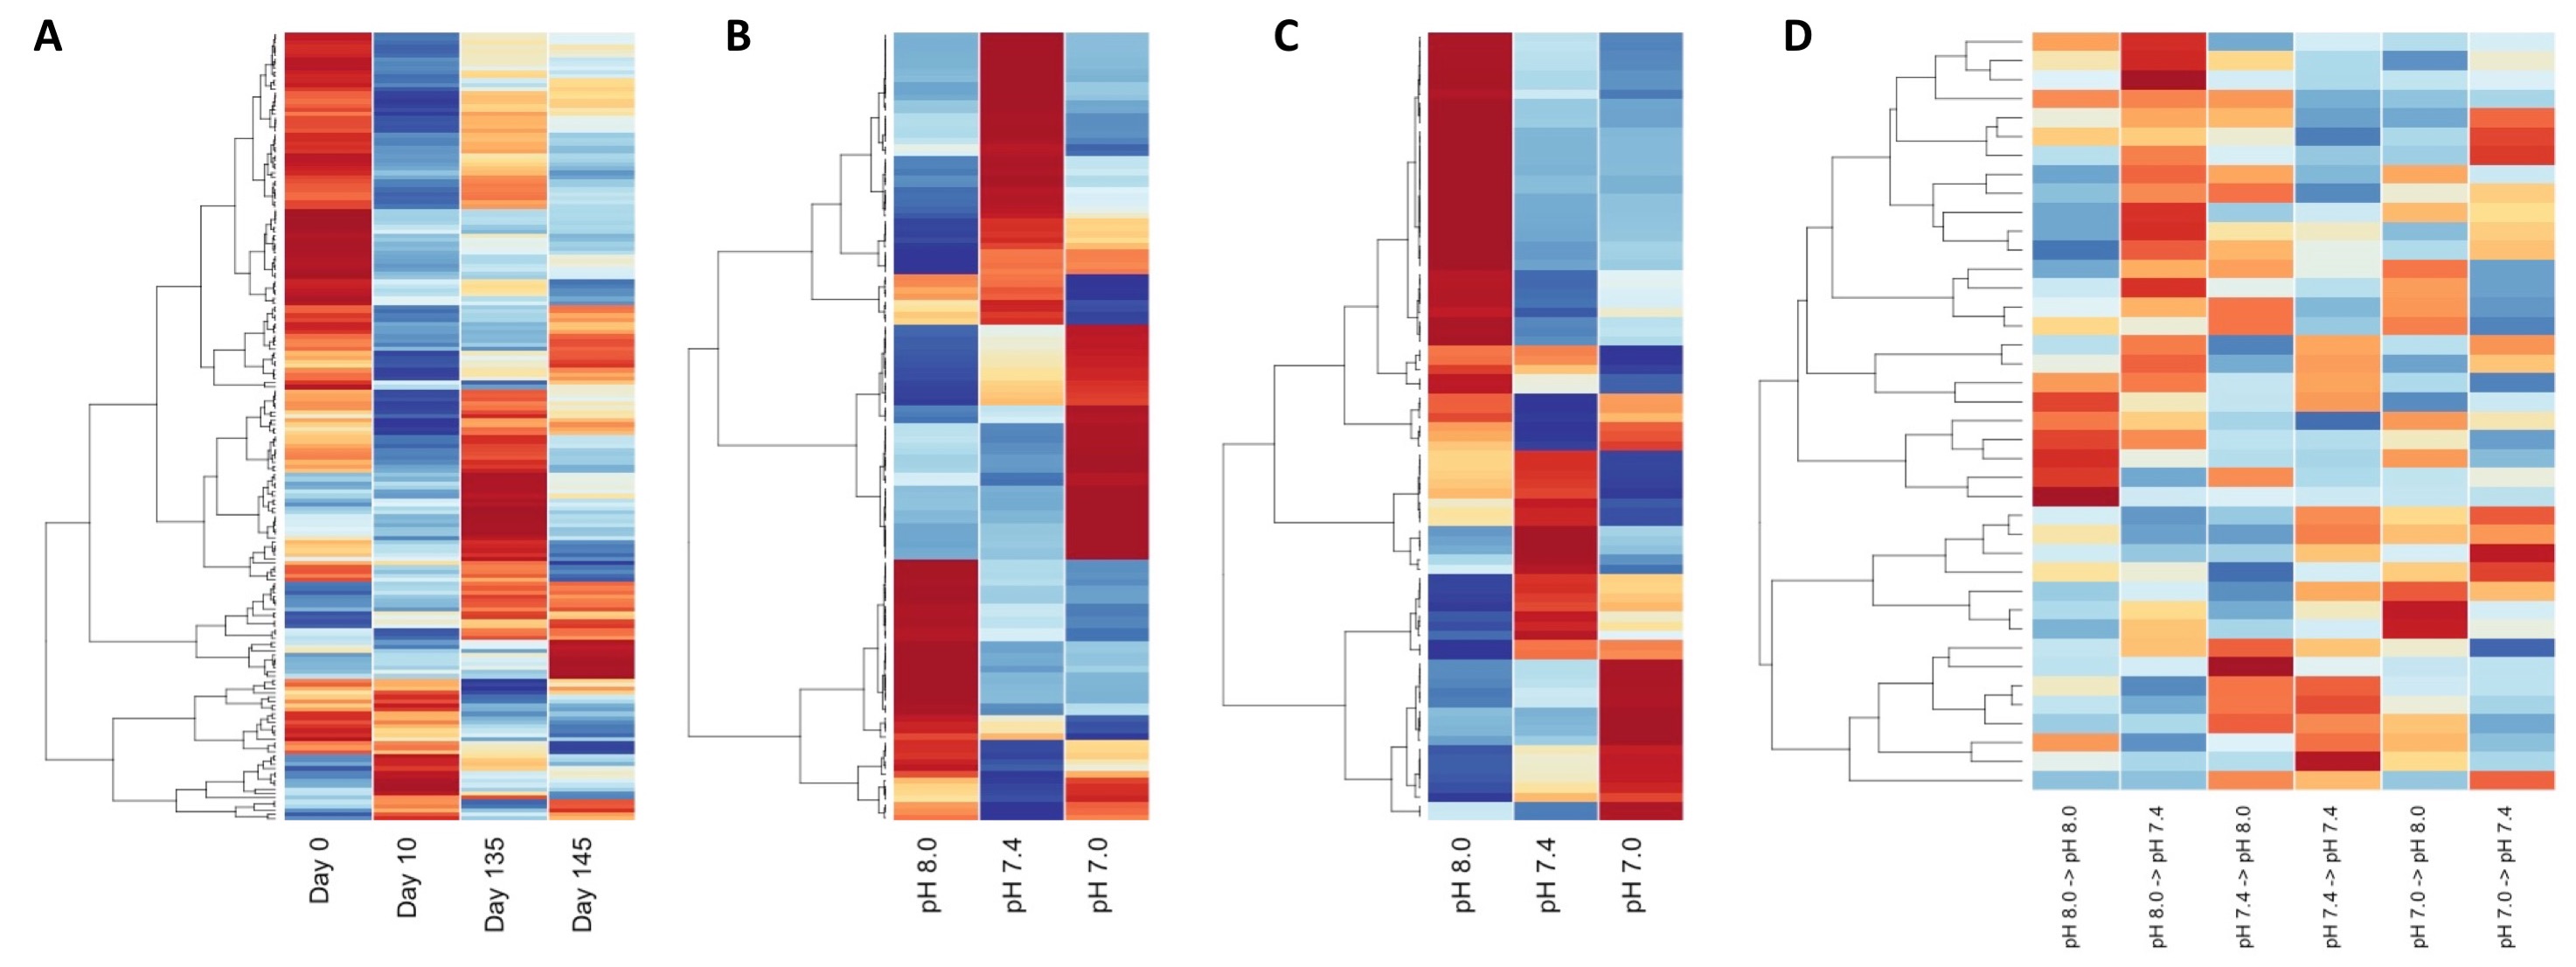 A
B
C
D
Day 0
Day 10
Day 135
Day 145
pH 8.0
pH 7.4
pH 7.0
pH 8.0
pH 7.4
pH 7.0
pH 8.0 -> pH 8.0
pH 8.0 -> pH 7.4
pH 7.4 -> pH 8.0
pH 7.4 -> pH 7.4
pH 7.0 -> pH 8.0
pH 7.0 -> pH 7.4